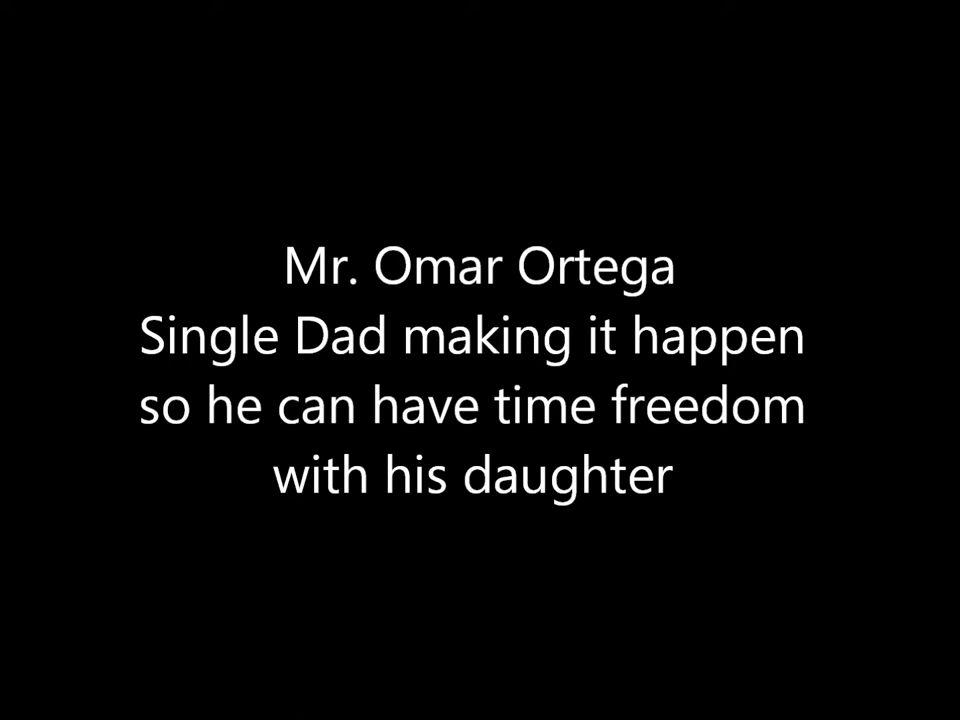 Mr. Omar Ortega
Single Dad making it happen
so he can have time freedom
with his daughter